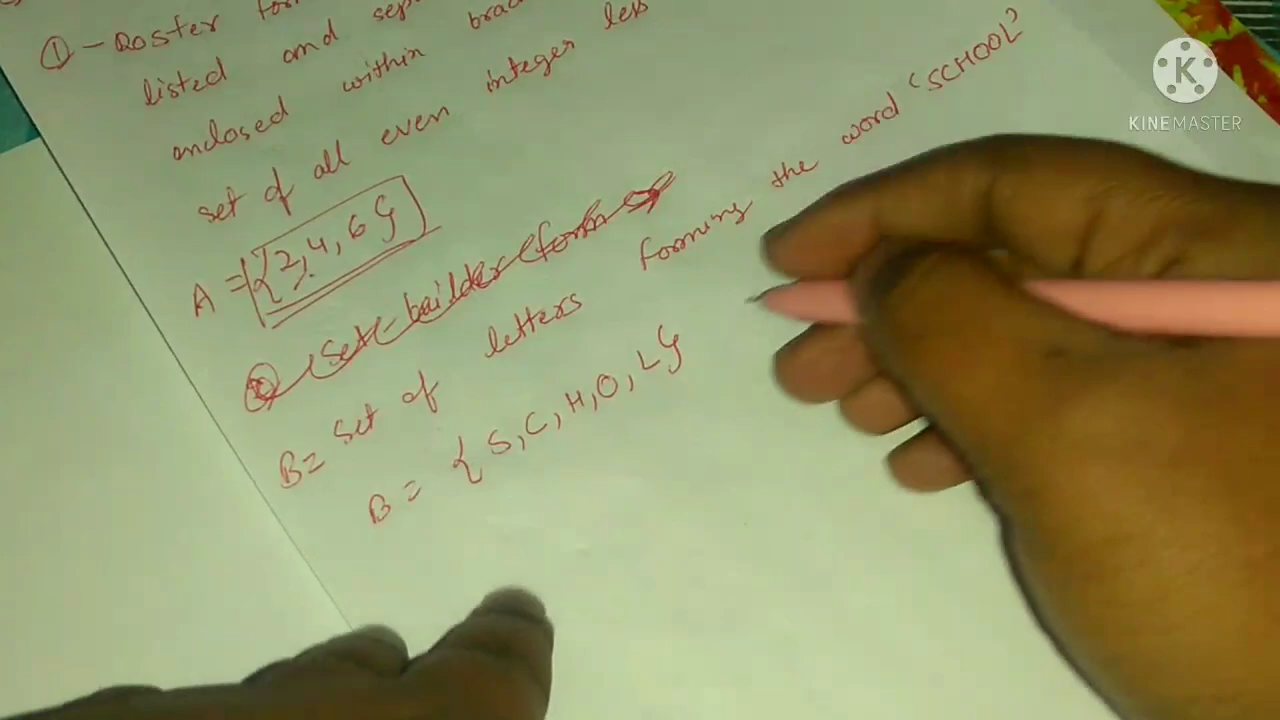 ① - Roster
listed and
enclosed within
set of all even integer less
A = {2, 4, 6}
Set-builder form
B = set of letters forming the word 'SCHOOL'
B = {S, C, H, O, L}
K
KINEMASTER